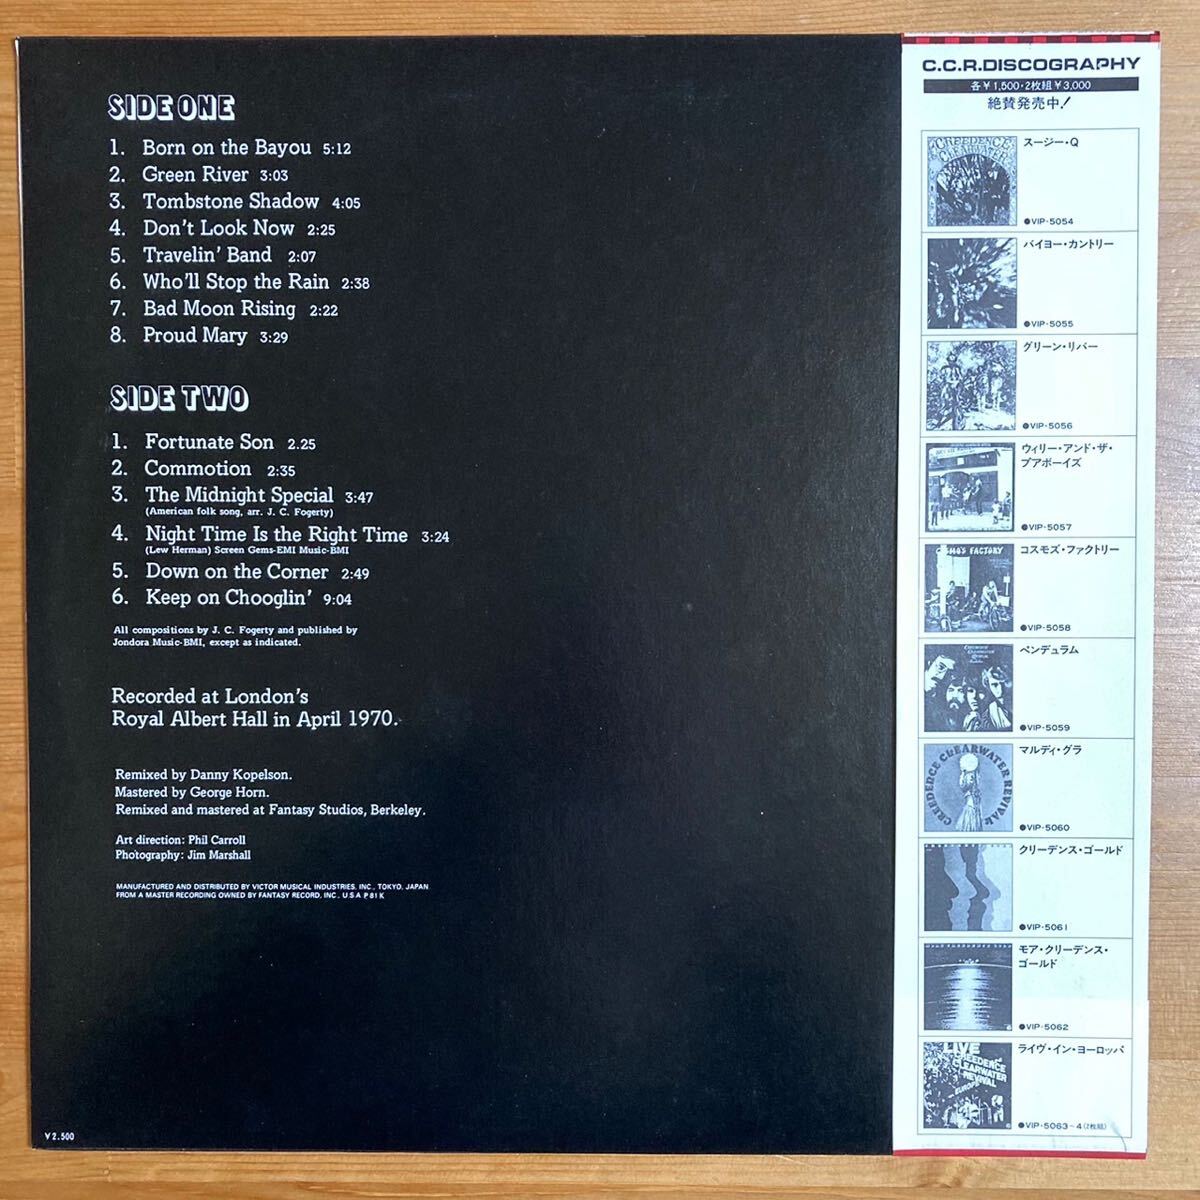 SIDE ONE
1. Born on the Bayou 5:12
2. Green River 3:03
3. Tombstone Shadow 4:05
4. Don't Look Now 2:25
5. Travelin' Band 2:07
6. Who'll Stop the Rain 2:38
7. Bad Moon Rising 2:22
8. Proud Mary 3:29
SIDE TWO
1. Fortunate Son 2.25
2. Commotion 2:35
3. The Midnight Special 3:47
(American folk song, arr. J. C. Fogerty)
4. Night Time Is the Right Time 3:24
(Lew Herman) Screen Gems-EMI Music-BMI
5. Down on the Corner 2:49
6. Keep on Chooglin' 9:04
All compositions by J. C. Fogerty and published by
Jondora Music-BMI, except as indicated.
Recorded at London's
Royal Albert Hall in April 1970.
Remixed by Danny Kopelson.
Mastered by George Horn.
Remixed and mastered at Fantasy Studios, Berkeley.
Art direction: Phil Carroll
Photography: Jim Marshall
MANUFACTURED AND DISTRIBUTED BY VICTOR MUSICAL INDUSTRIES, INC., TOKYO, JAPAN
FROM A MASTER RECORDING OWNED BY FANTASY RECORD, INC., U.S.A. P 81 K
¥2,500
C.C.R.DISCOGRAPHY
各¥1,500・2枚組¥3,000
絶賛発売中!
CREEDENCE
CLEARWATER
スージー・Q
●VIP-5054
バイヨー・カントリー
●VIP-5055
グリーン・リバー
●VIP-5056
ウィリー・アンド・ザ・
プアボーイズ
●VIP-5057
COSMO'S FACTORY
コスモズ・ファクトリー
●VIP-5058
ペンデュラム
●VIP-5059
CREEDENCE CLEARWATER REVIVAL
マルディ・グラ
●VIP-5060
クリーデンス・ゴールド
●VIP-5061
モア・クリーデンス・
ゴールド
●VIP-5062
LIVE
CREEDENCE
CLEARWATER
REVIVAL
EUROPE
ライヴ・イン・ヨーロッパ
●VIP-5063~4(2枚組)